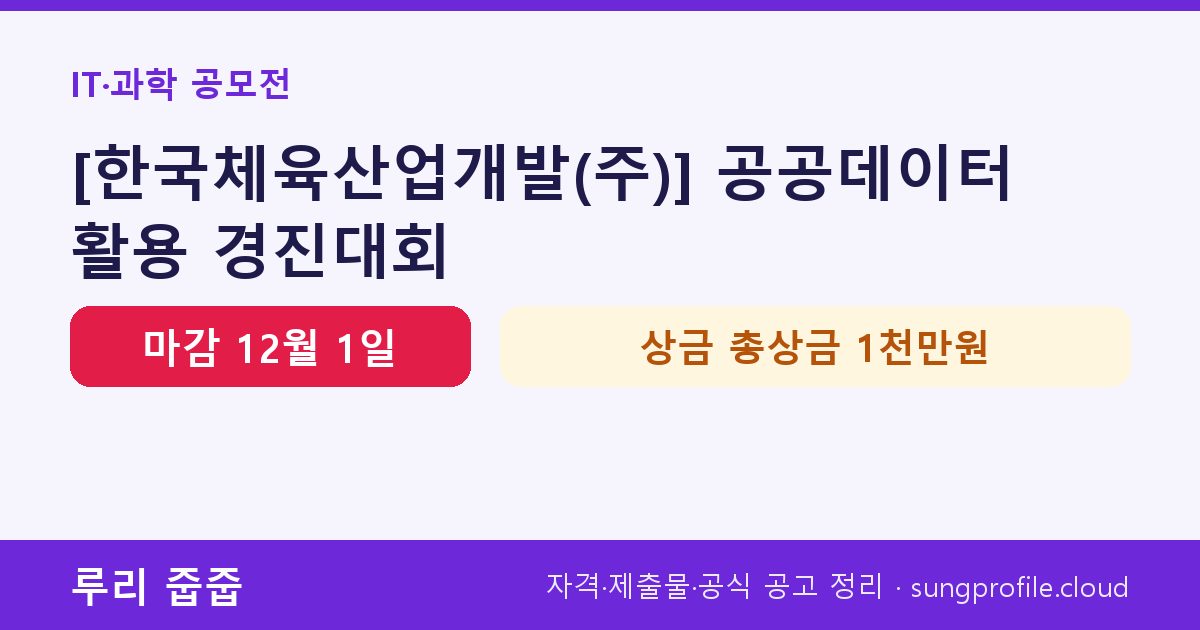 IT·과학 공모전
[한국체육산업개발(주)] 공공데이터
활용 경진대회
마감 12월 1일
상금 총상금 1천만원
루리 줍줍
자격·제출물·공식 공고 정리 · sungprofile.cloud